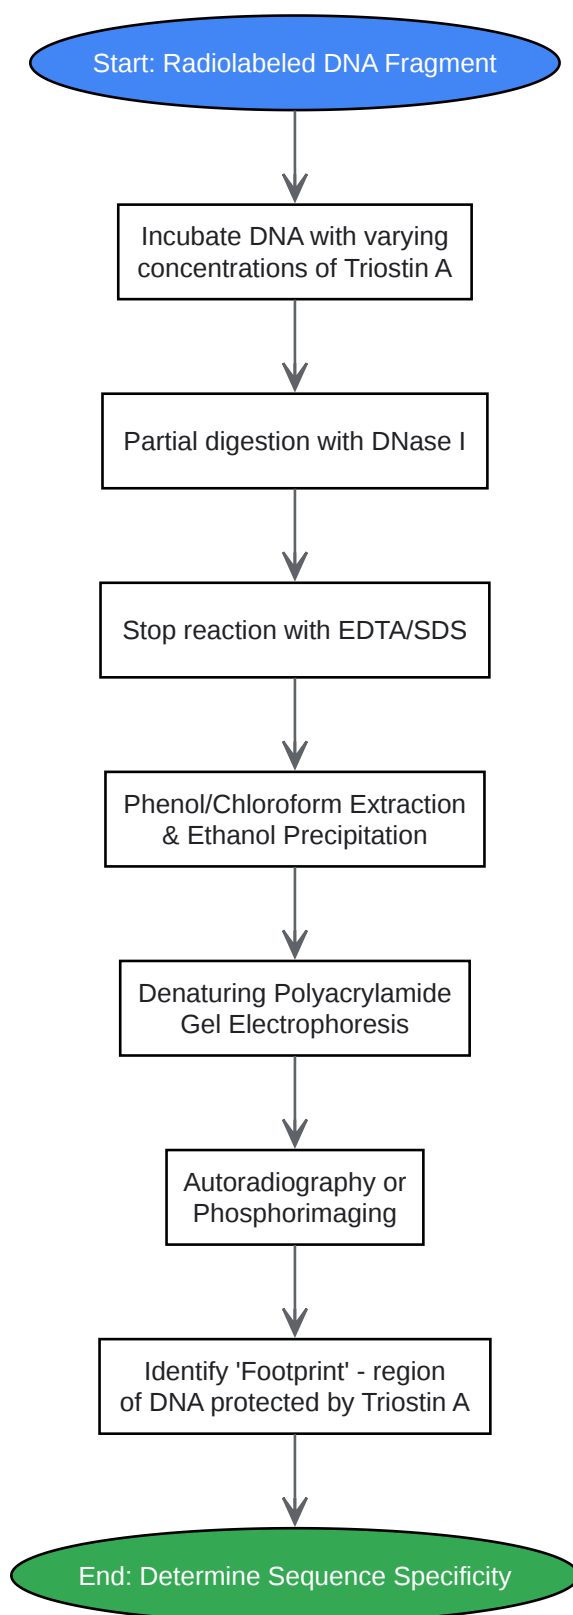 Start: Radiolabeled DNA Fragment
Incubate DNA with varying
concentrations of Triostin A
Partial digestion with DNase I
Stop reaction with EDTA/SDS
Phenol/Chloroform Extraction
& Ethanol Precipitation
Denaturing Polyacrylamide
Gel Electrophoresis
Autoradiography or
Phosphorimaging
Identify 'Footprint' - region
of DNA protected by Triostin A
End: Determine Sequence Specificity